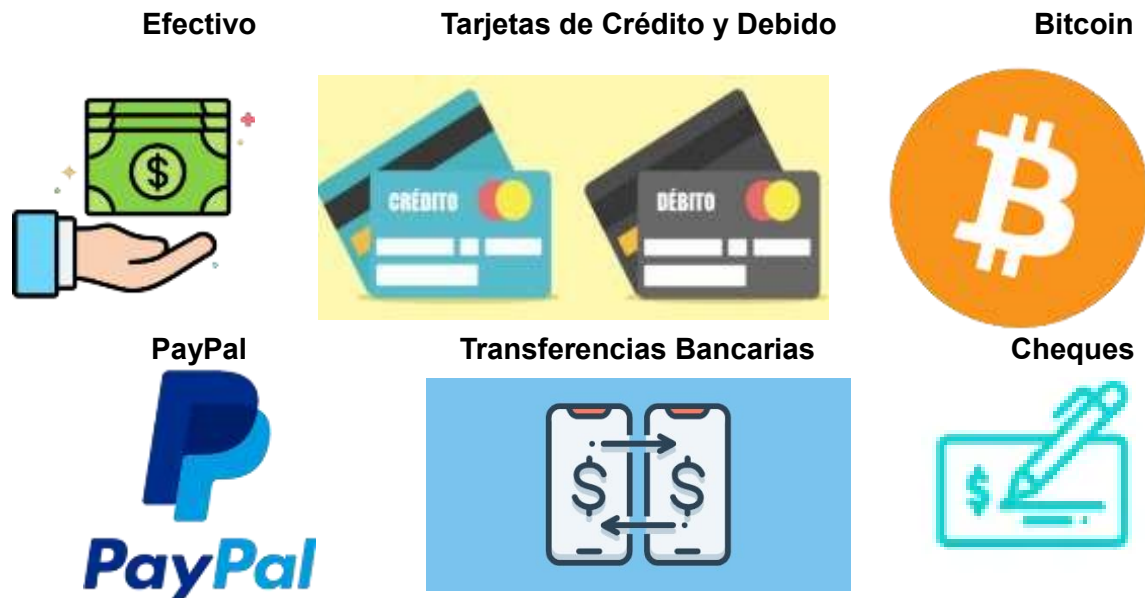 Efectivo
Tarjetas de Crédito y Debido
Bitcoin
$
CRÉDITO
DÉBITO
₿
PayPal
Transferencias Bancarias
Cheques
PayPal
$ $
$